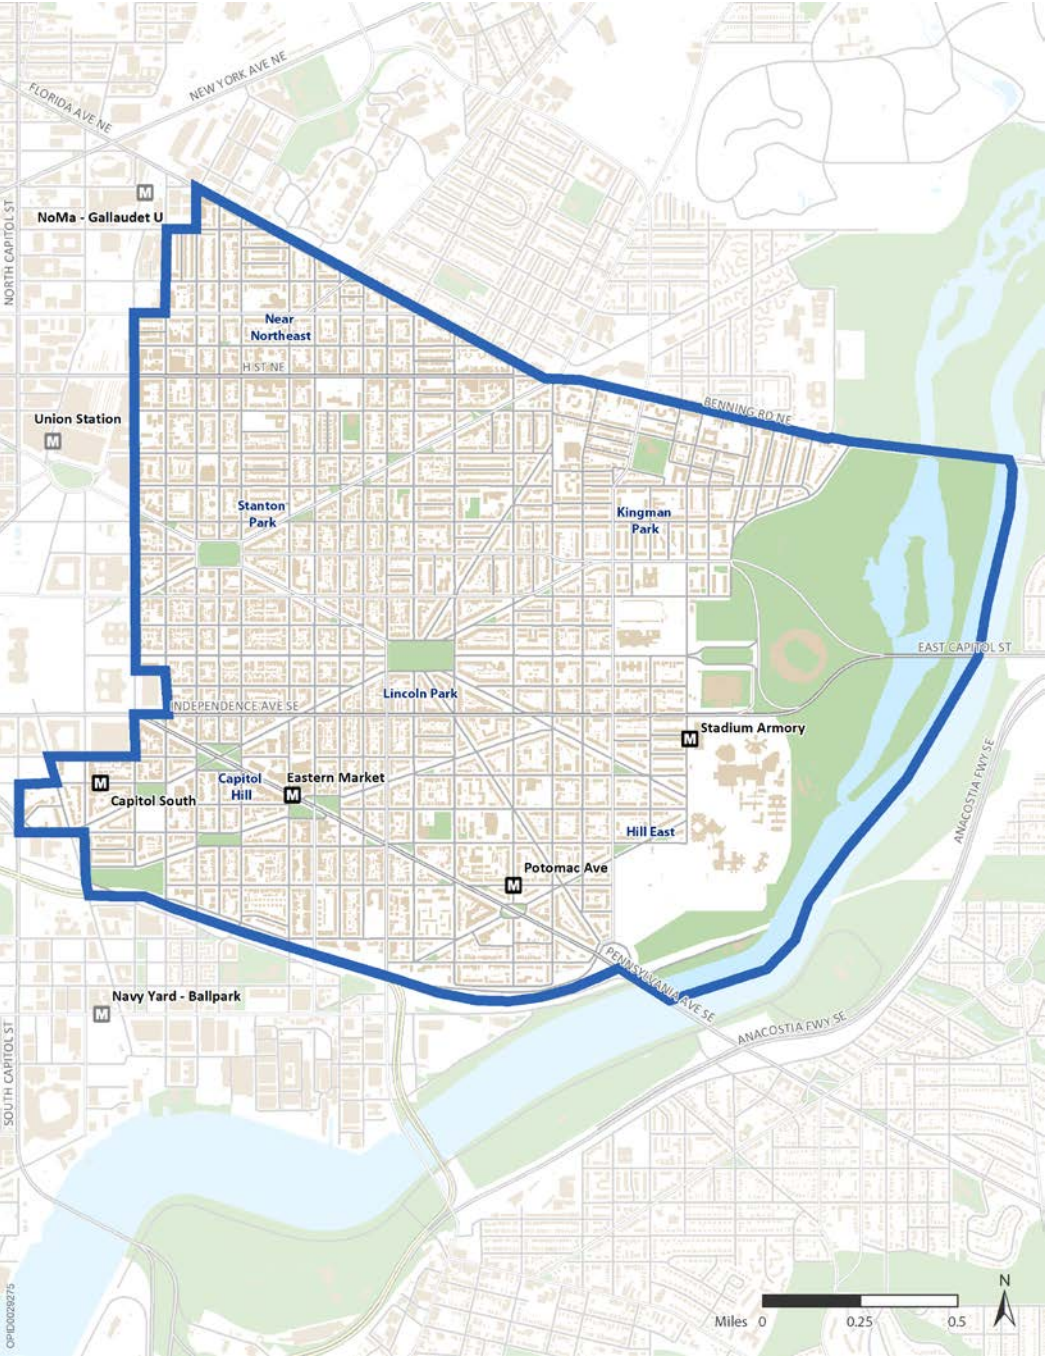 NEW YORK AVE NE
FLORIDA AVE NE
M
NoMa - Gallaudet U
NORTH CAPITOL ST
Near
Northeast
H ST NE
BENNING RD NE
Union Station
M
Stanton
Park
Kingman
Park
EAST CAPITOL ST
Lincoln Park
INDEPENDENCE AVE SE
Stadium Armory
M
ANACOSTIA FWY SE
Capitol
Hill
Eastern Market
M
M
Capitol South
Hill East
Potomac Ave
M
PENNSYLVANIA AVE SE
Navy Yard - Ballpark
M
ANACOSTIA FWY SE
SOUTH CAPITOL ST
N
Miles 0 0.25 0.5
OPID0029275